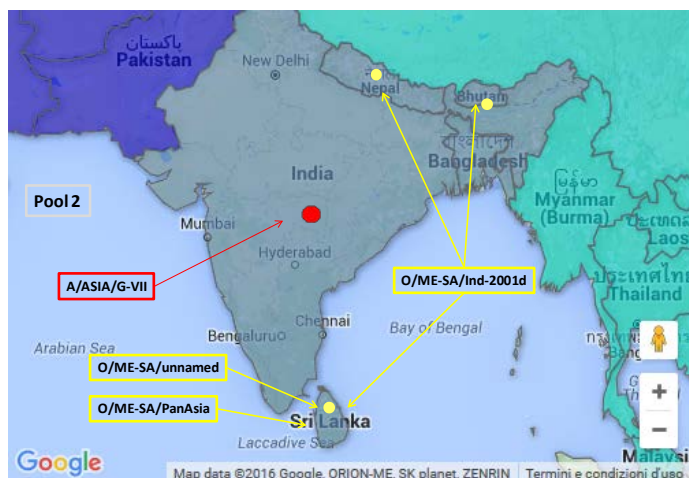 پاکستان
Pakistan
New Delhi
Nepal
Bhutan
বাংলাদেশ
Bangladesh
India
Pool 2
မြန်မာ
Myanmar
(Burma)
Mumbai
Hyderabad
Laos
A/ASIA/G-VII
O/ME-SA/Ind-2001d
ประเทศไทย
Thailand
Bengaluru
Chennai
Bay of Bengal
Arabian Sea
O/ME-SA/unnamed
O/ME-SA/PanAsia
Sri Lanka
Laccadive Sea
+
−
Malaysi
Google
Map data ©2016 Google, ORION-ME, SK planet, ZENRIN
Termini e condizioni d'uso